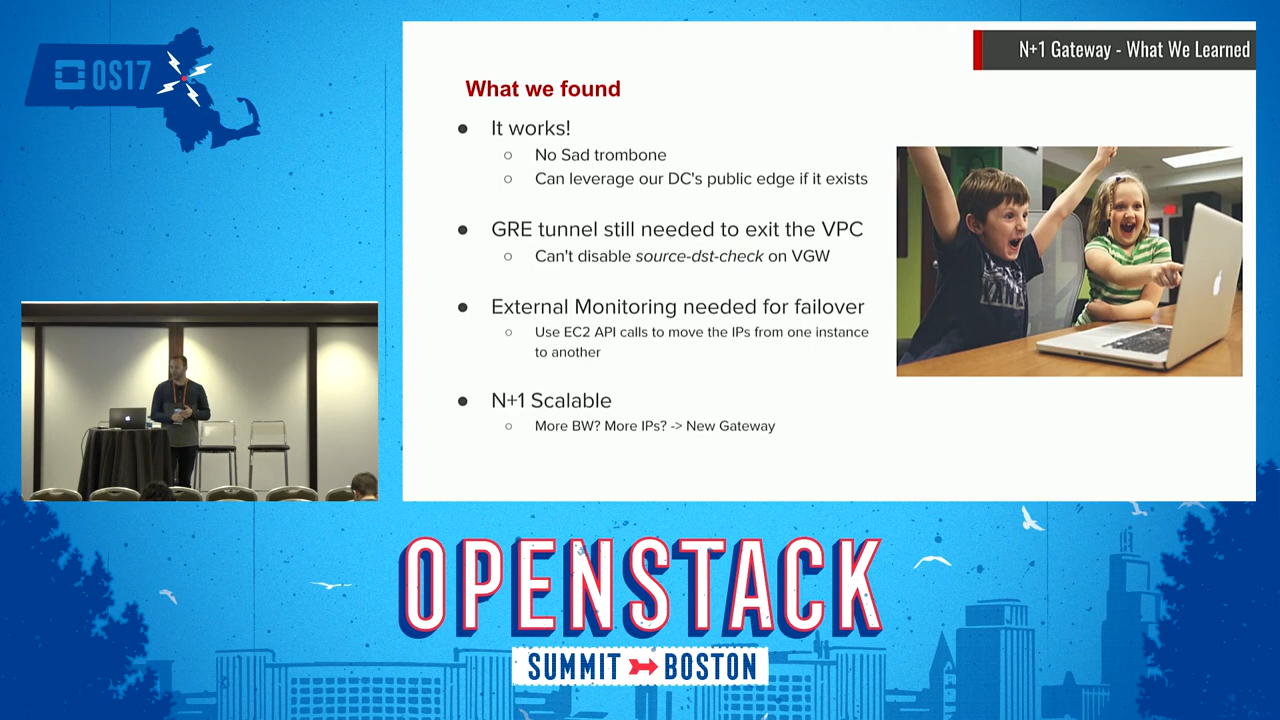 OS17
N+1 Gateway - What We Learned
What we found
● It works!
○ No Sad trombone
○ Can leverage our DC's public edge if it exists
● GRE tunnel still needed to exit the VPC
○ Can't disable source-dst-check on VGW
● External Monitoring needed for failover
○ Use EC2 API calls to move the IPs from one instance
to another
● N+1 Scalable
○ More BW? More IPs? -> New Gateway
OPENSTACK
SUMMIT BOSTON